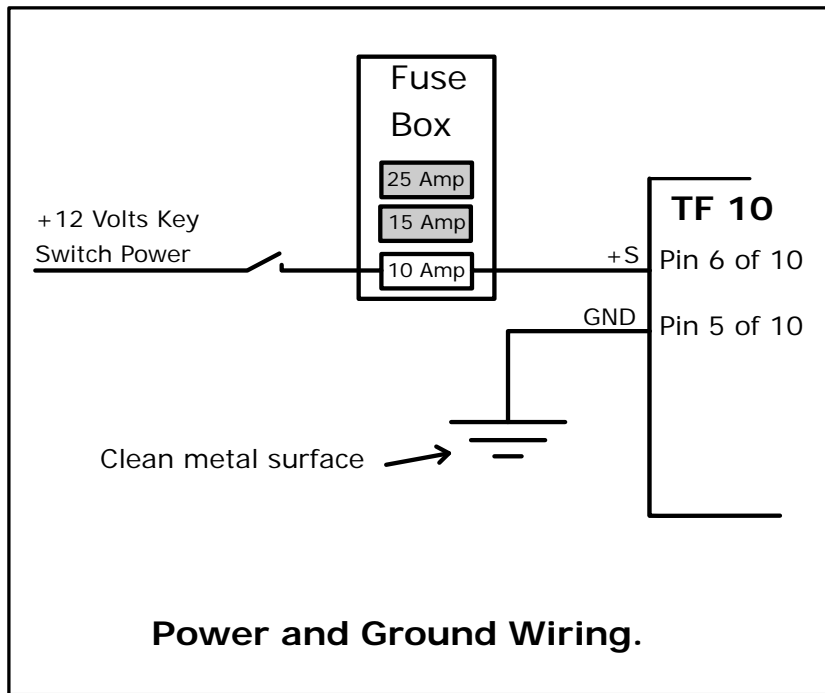 Fuse
Box
25 Amp
15 Amp
10 Amp
+12 Volts Key
Switch Power
TF 10
+S
Pin 6 of 10
GND
Pin 5 of 10
Clean metal surface
Power and Ground Wiring.